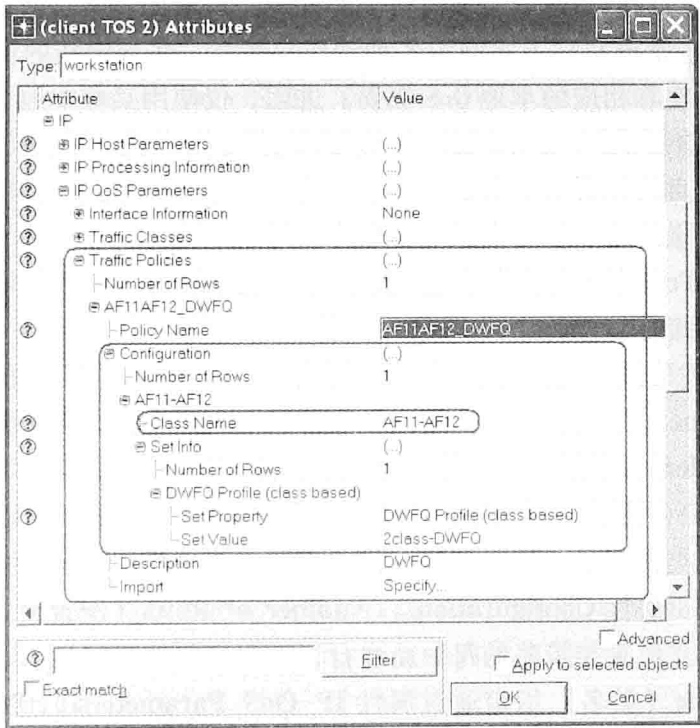 (client TOS 2) Attributes
Type: workstation
Attribute Value
IP
IP Host Parameters (...)
IP Processing Information (...)
IP QoS Parameters (...)
Interface Information None
Traffic Classes (...)
Traffic Policies (...)
Number of Rows 1
AF11AF12_DWFQ
Policy Name AF11AF12_DWFQ
Configuration (...)
Number of Rows 1
AF11-AF12
Class Name AF11-AF12
Set Info (...)
Number of Rows 1
DWFQ Profile (class based)
Set Property DWFQ Profile (class based)
Set Value 2class-DWFQ
Description DWFQ
Import Specify...
Advanced
Filter
Apply to selected objects
Exact match
OK Cancel